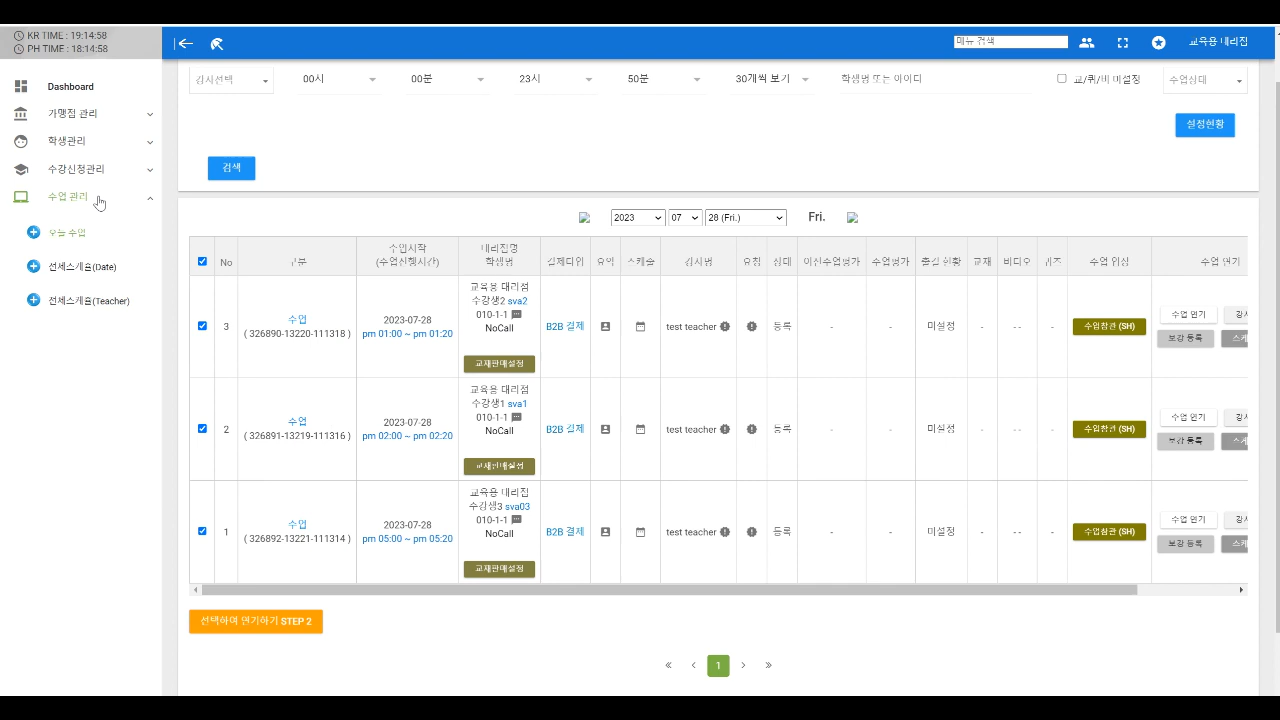 KR TIME : 19:14:58
PH TIME : 18:14:58
메뉴 검색
교육용 대리점
Dashboard
가맹점 관리
학생관리
수강신청관리
수업 관리
오늘 수업
전체스케쥴(Date)
전체스케쥴(Teacher)
강사선택
00시
00분
23시
50분
30개씩 보기
학생명 또는 아이디
교/퀴/비 미설정
수업상태
설정현황
검색
2023
07
28 (Fri.)
Fri.
No
구분
수업시작
(수업진행시간)
대리점명
학생명
결제타입
요약
스케줄
강사명
요청
상태
이전수업평가
수업평가
출결 현황
교재
비디오
퀴즈
수업 입장
수업 연기
3
수업
( 326890-13220-111318 )
2023-07-28
pm 01:00 ~ pm 01:20
교육용 대리점
수강생2 sva2
010-1-1
NoCall
교재판매설정
B2B 결제
test teacher
등록
-
-
미설정
-
- -
-
수업참관 (SH)
수업 연기
보강 등록
2
수업
( 326891-13219-111316 )
2023-07-28
pm 02:00 ~ pm 02:20
교육용 대리점
수강생1 sva1
010-1-1
NoCall
교재판매설정
B2B 결제
test teacher
등록
-
-
미설정
-
- -
-
수업참관 (SH)
수업 연기
보강 등록
1
수업
( 326892-13221-111314 )
2023-07-28
pm 05:00 ~ pm 05:20
교육용 대리점
수강생3 sva03
010-1-1
NoCall
교재판매설정
B2B 결제
test teacher
등록
-
-
미설정
-
- -
-
수업참관 (SH)
수업 연기
보강 등록
선택하여 연기하기 STEP 2
« ‹ 1 › »